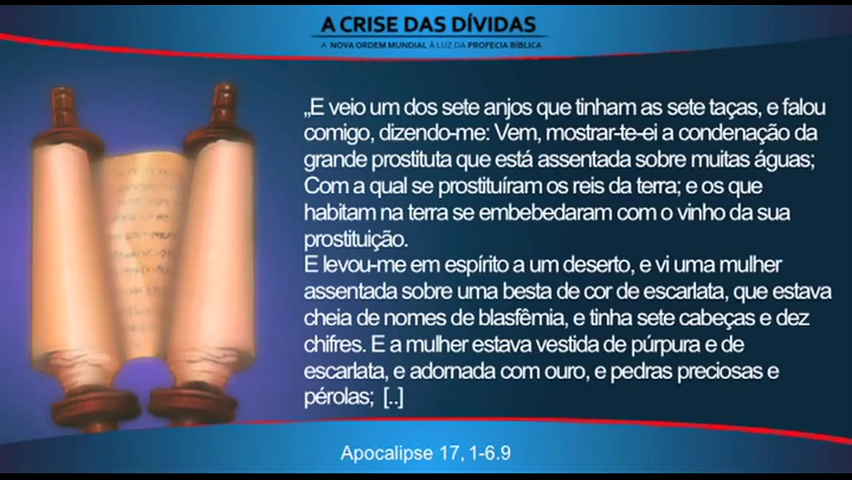 A CRISE DAS DÍVIDAS
A NOVA ORDEM MUNDIAL À LUZ DA PROFECIA BÍBLICA
„E veio um dos sete anjos que tinham as sete taças, e falou
comigo, dizendo-me: Vem, mostrar-te-ei a condenação da
grande prostituta que está assentada sobre muitas águas;
Com a qual se prostituíram os reis da terra; e os que
habitam na terra se embebedaram com o vinho da sua
prostituição.
E levou-me em espírito a um deserto, e vi uma mulher
assentada sobre uma besta de cor de escarlata, que estava
cheia de nomes de blasfêmia, e tinha sete cabeças e dez
chifres. E a mulher estava vestida de púrpura e de
escarlata, e adornada com ouro, e pedras preciosas e
pérolas; [..]
Apocalipse 17, 1-6.9